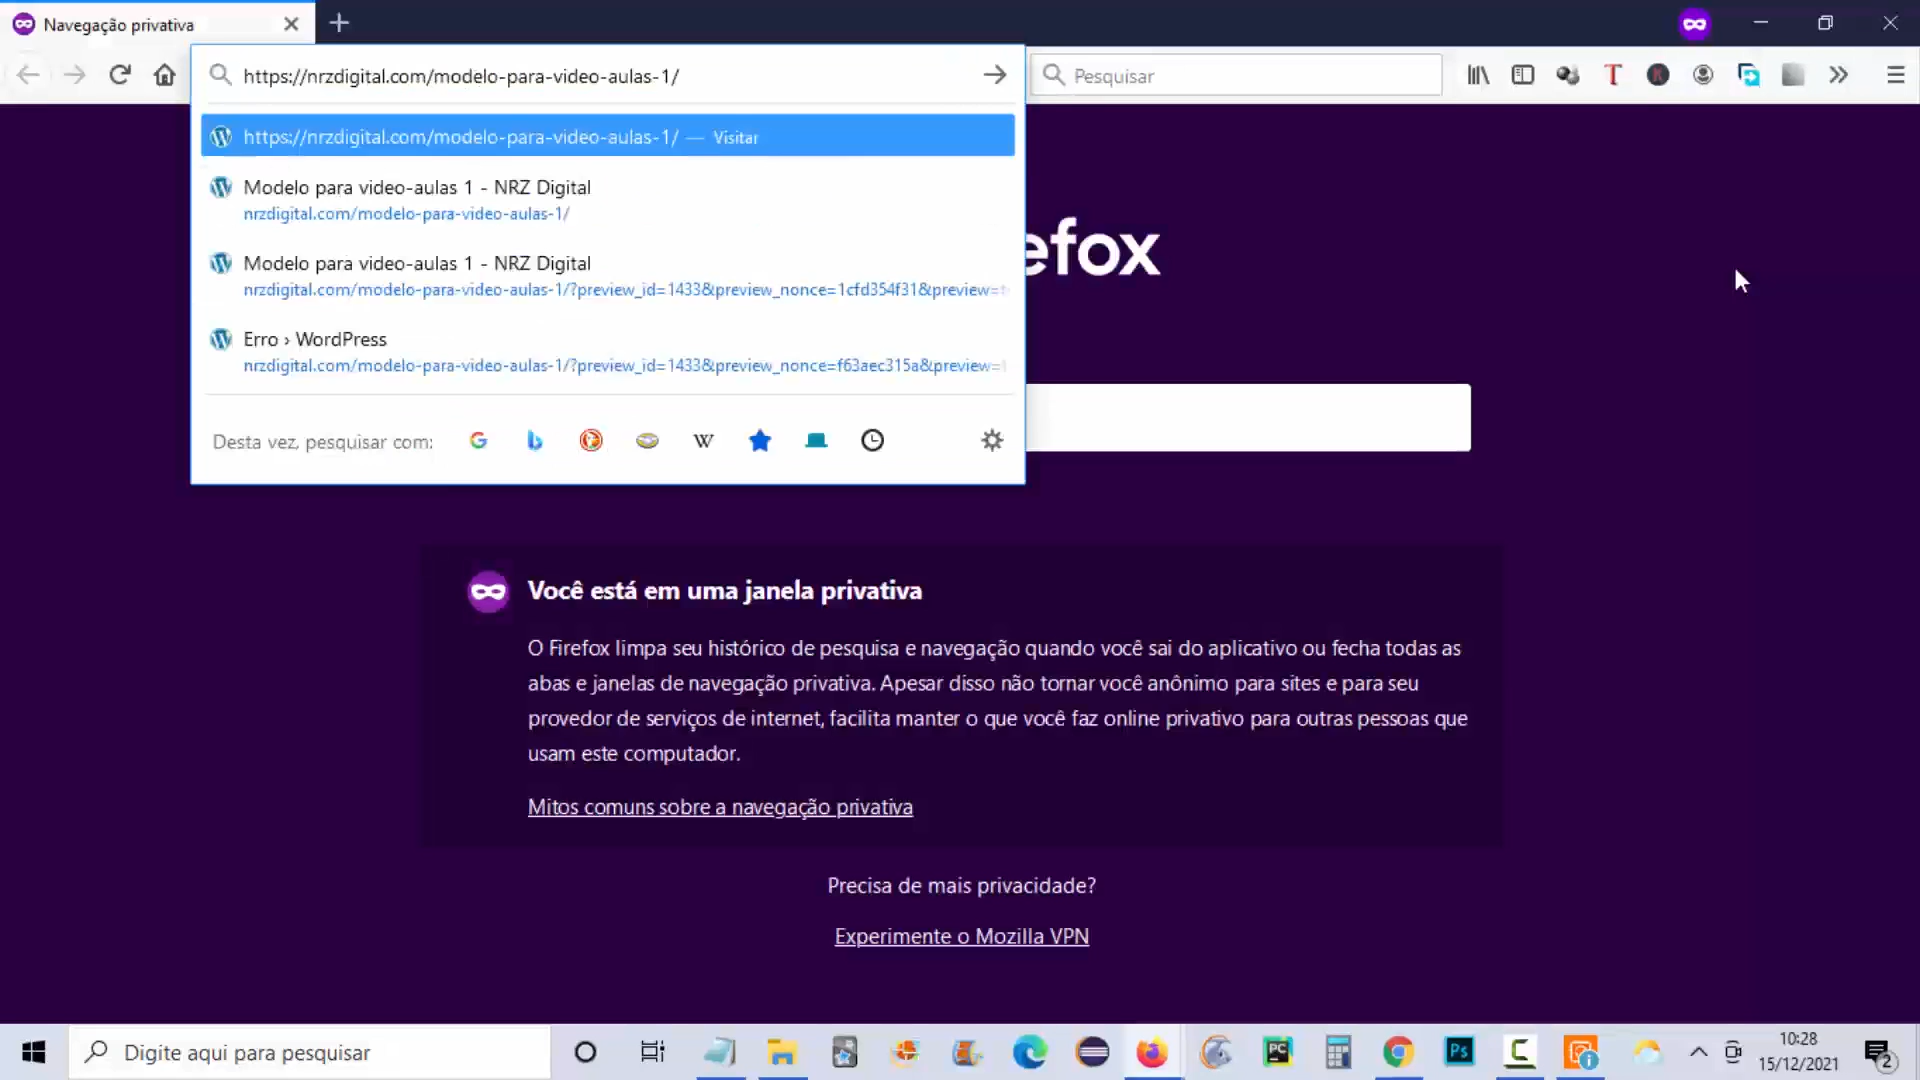 Navegação privativa
https://nrzdigital.com/modelo-para-video-aulas-1/
Pesquisar
https://nrzdigital.com/modelo-para-video-aulas-1/ — Visitar
Modelo para video-aulas 1 - NRZ Digital
nrzdigital.com/modelo-para-video-aulas-1/
Modelo para video-aulas 1 - NRZ Digital
nrzdigital.com/modelo-para-video-aulas-1/?preview_id=1433&preview_nonce=1cfd354f31&preview=
Erro › WordPress
nrzdigital.com/modelo-para-video-aulas-1/?preview_id=1433&preview_nonce=f63aec315a&preview=
efox
Desta vez, pesquisar com:
Você está em uma janela privativa
O Firefox limpa seu histórico de pesquisa e navegação quando você sai do aplicativo ou fecha todas as
abas e janelas de navegação privativa. Apesar disso não tornar você anônimo para sites e para seu
provedor de serviços de internet, facilita manter o que você faz online privativo para outras pessoas que
usam este computador.
Mitos comuns sobre a navegação privativa
Precisa de mais privacidade?
Experimente o Mozilla VPN
Digite aqui para pesquisar
PC
Ps
10:28
15/12/2021
2